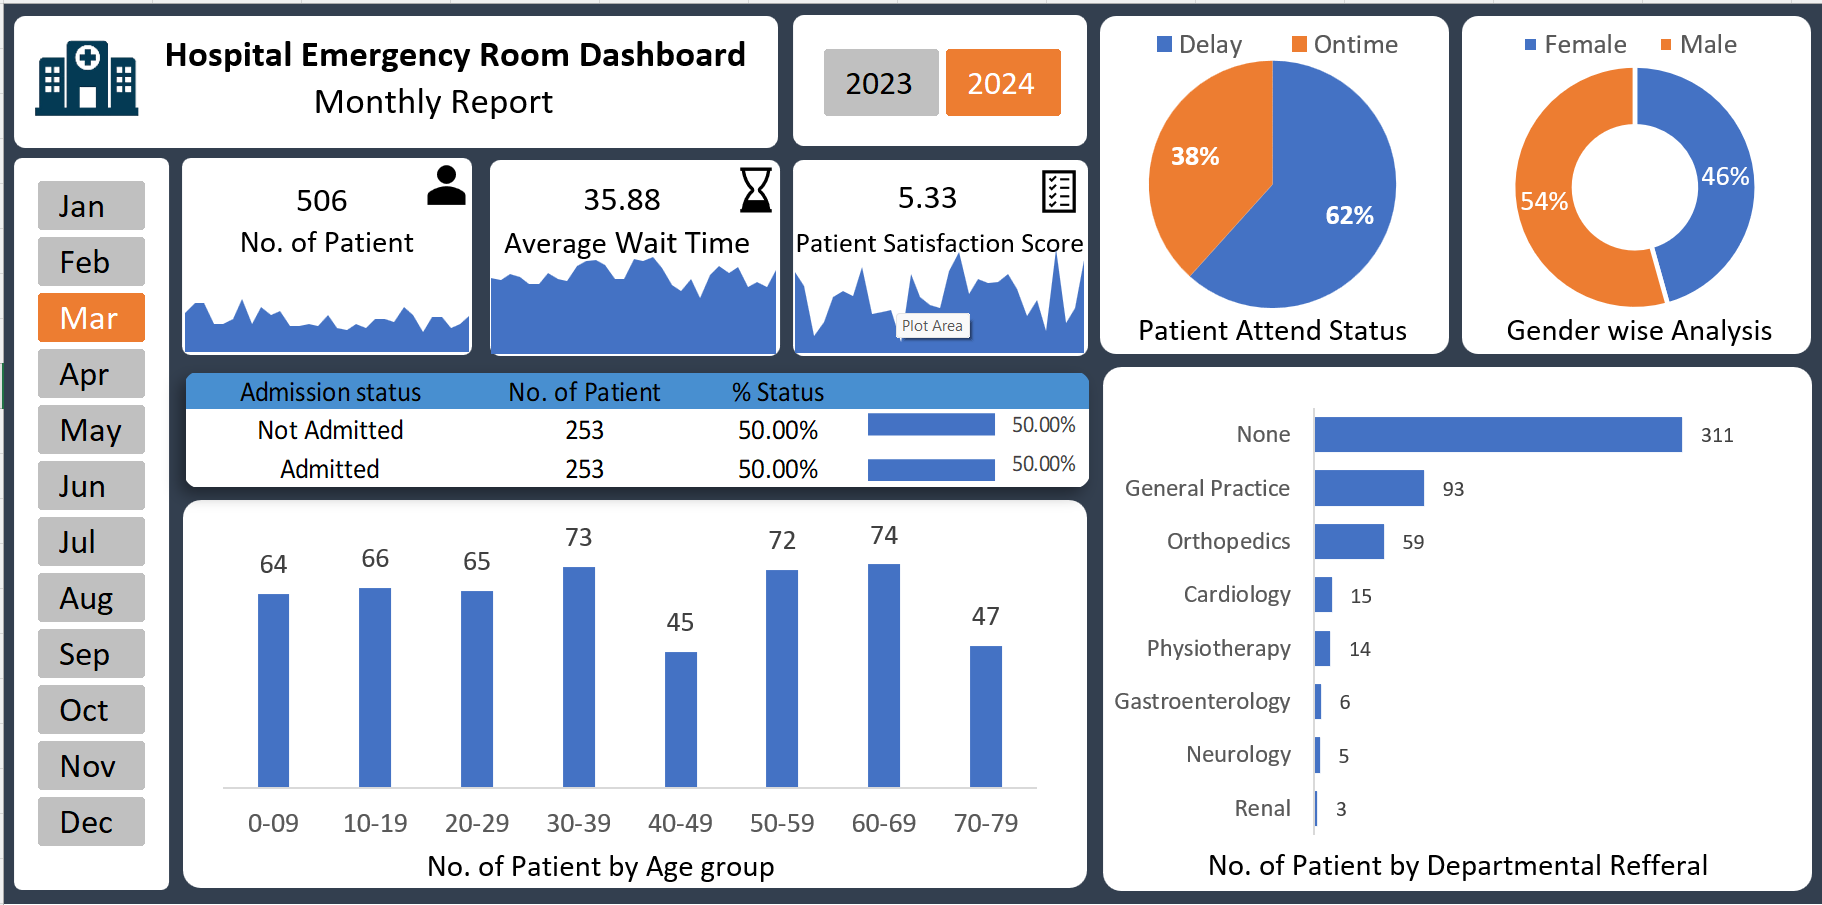 Hospital Emergency Room Dashboard
Monthly Report
2023
2024
Delay
Ontime
38%
62%
Patient Attend Status
Female
Male
46%
54%
Gender wise Analysis
Jan
Feb
Mar
Apr
May
Jun
Jul
Aug
Sep
Oct
Nov
Dec
506
No. of Patient
35.88
Average Wait Time
5.33
Patient Satisfaction Score
Plot Area
Admission status No. of Patient % Status
Not Admitted 253 50.00% 50.00%
Admitted 253 50.00% 50.00%
64
66
65
73
45
72
74
47
0-09
10-19
20-29
30-39
40-49
50-59
60-69
70-79
No. of Patient by Age group
None 311
General Practice 93
Orthopedics 59
Cardiology 15
Physiotherapy 14
Gastroenterology 6
Neurology 5
Renal 3
No. of Patient by Departmental Refferal